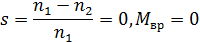 s = (n₁ − n₂) / n₁ = 0, Mвр = 0